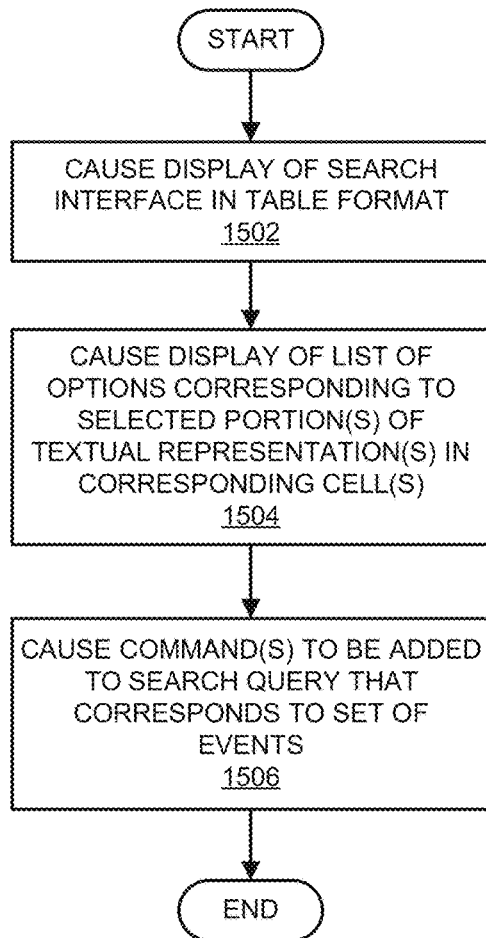 START
CAUSE DISPLAY OF SEARCH
INTERFACE IN TABLE FORMAT
1502
CAUSE DISPLAY OF LIST OF
OPTIONS CORRESPONDING TO
SELECTED PORTION(S) OF
TEXTUAL REPRESENTATION(S) IN
CORRESPONDING CELL(S)
1504
CAUSE COMMAND(S) TO BE ADDED
TO SEARCH QUERY THAT
CORRESPONDS TO SET OF
EVENTS
1506
END